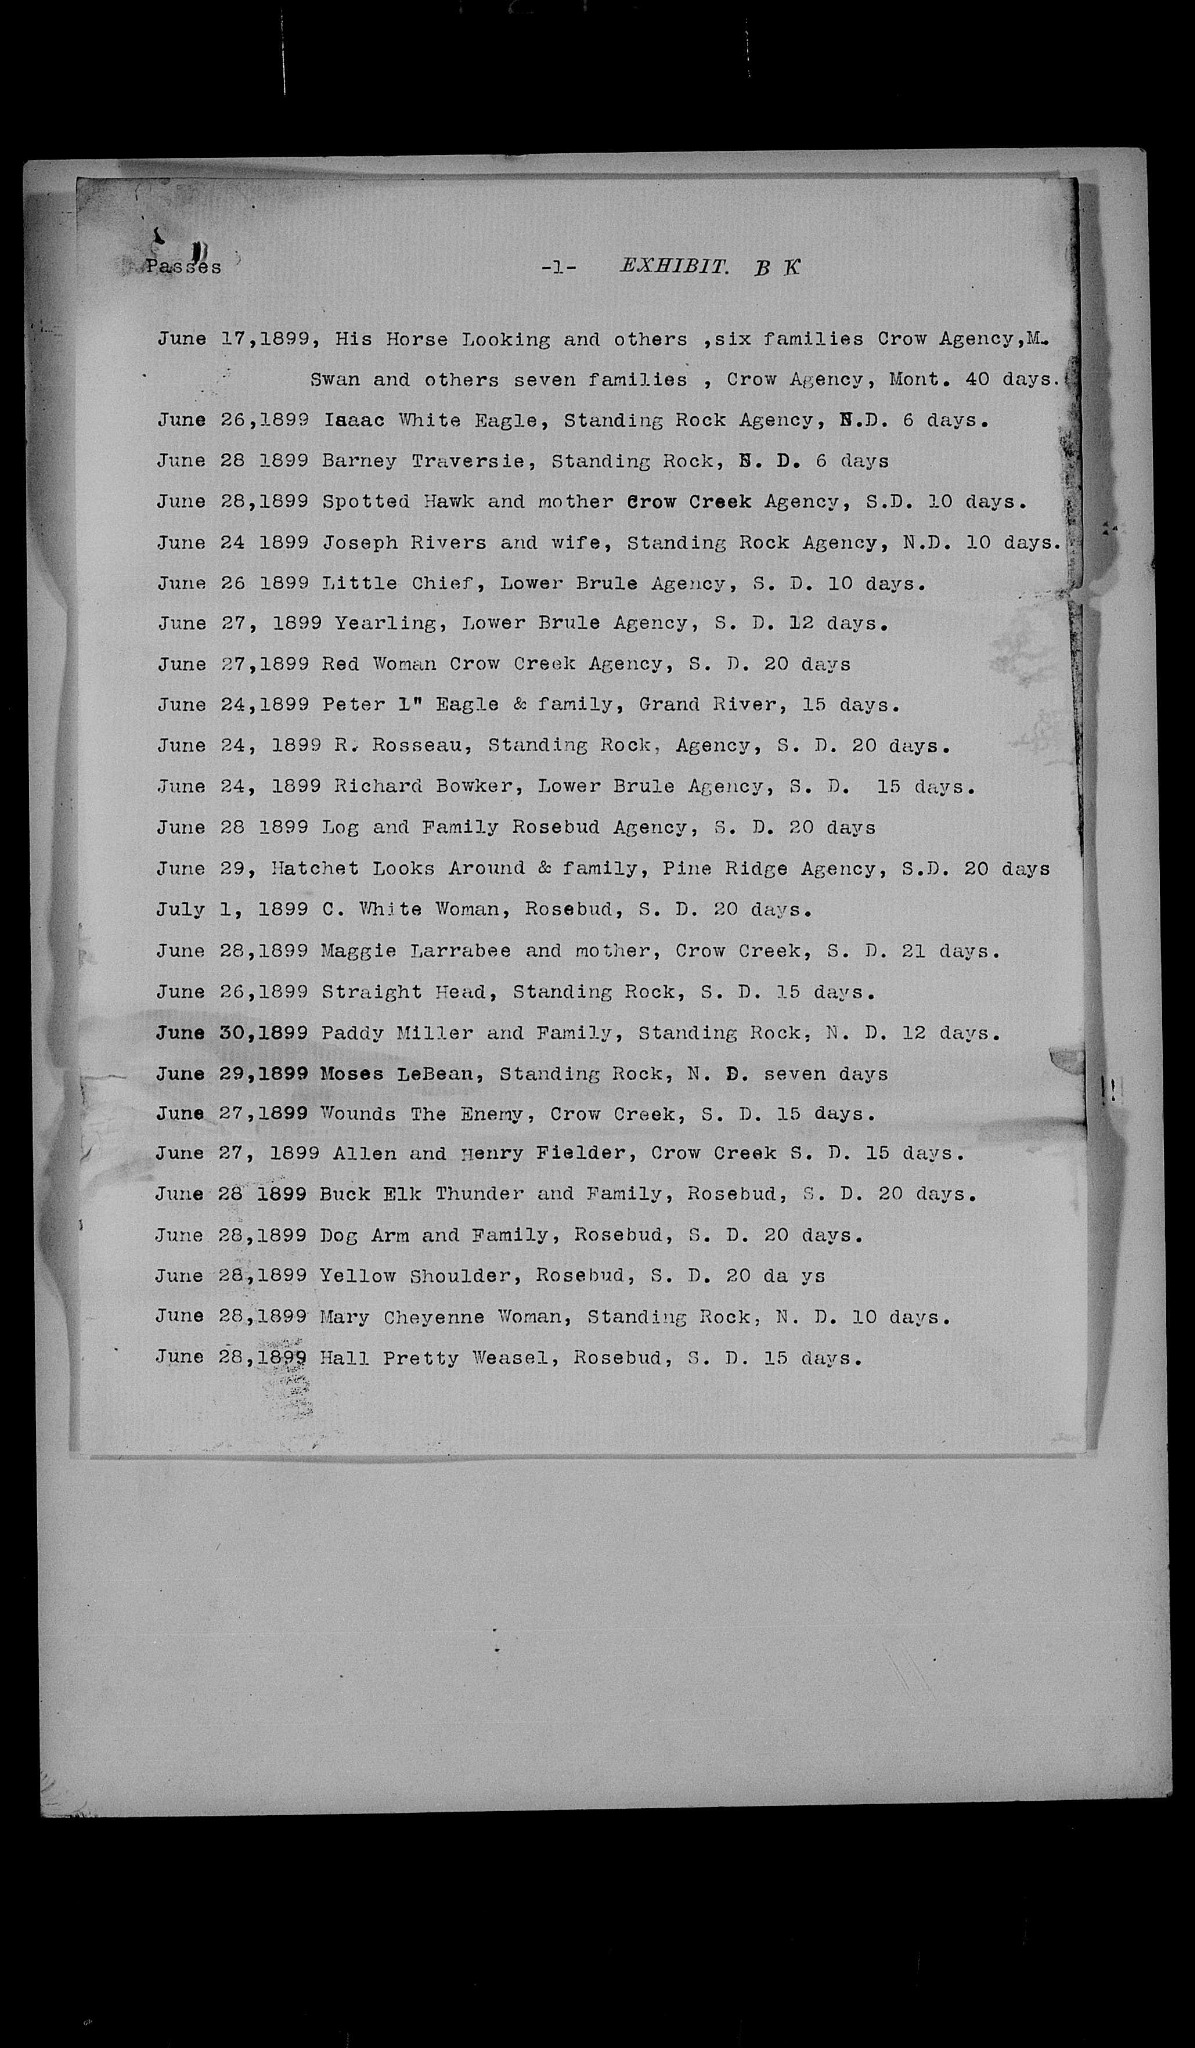 Passes -1- EXHIBIT. B K
June 17,1899, His Horse Looking and others ,six families Crow Agency,M.
Swan and others seven families , Crow Agency, Mont. 40 days.
June 26,1899 Isaac White Eagle, Standing Rock Agency, N.D. 6 days.
June 28 1899 Barney Traversie, Standing Rock, N. D. 6 days
June 28,1899 Spotted Hawk and mother Crow Creek Agency, S.D. 10 days.
June 24 1899 Joseph Rivers and wife, Standing Rock Agency, N.D. 10 days.
June 26 1899 Little Chief, Lower Brule Agency, S. D. 10 days.
June 27, 1899 Yearling, Lower Brule Agency, S. D. 12 days.
June 27,1899 Red Woman Crow Creek Agency, S. D. 20 days
June 24,1899 Peter 1" Eagle & family, Grand River, 15 days.
June 24, 1899 R. Rosseau, Standing Rock, Agency, S. D. 20 days.
June 24, 1899 Richard Bowker, Lower Brule Agency, S. D. 15 days.
June 28 1899 Log and Family Rosebud Agency, S. D. 20 days
June 29, Hatchet Looks Around & family, Pine Ridge Agency, S.D. 20 days
July 1, 1899 C. White Woman, Rosebud, S. D. 20 days.
June 28,1899 Maggie Larrabee and mother, Crow Creek, S. D. 21 days.
June 26,1899 Straight Head, Standing Rock, S. D. 15 days.
June 30,1899 Paddy Miller and Family, Standing Rock, N. D. 12 days.
June 29,1899 Moses LeBean, Standing Rock, N. D. seven days
June 27,1899 Wounds The Enemy, Crow Creek, S. D. 15 days.
June 27, 1899 Allen and Henry Fielder, Crow Creek S. D. 15 days.
June 28 1899 Buck Elk Thunder and Family, Rosebud, S. D. 20 days.
June 28,1899 Dog Arm and Family, Rosebud, S. D. 20 days.
June 28,1899 Yellow Shoulder, Rosebud, S. D. 20 da ys
June 28,1899 Mary Cheyenne Woman, Standing Rock, N. D. 10 days.
June 28,1899 Hall Pretty Weasel, Rosebud, S. D. 15 days.